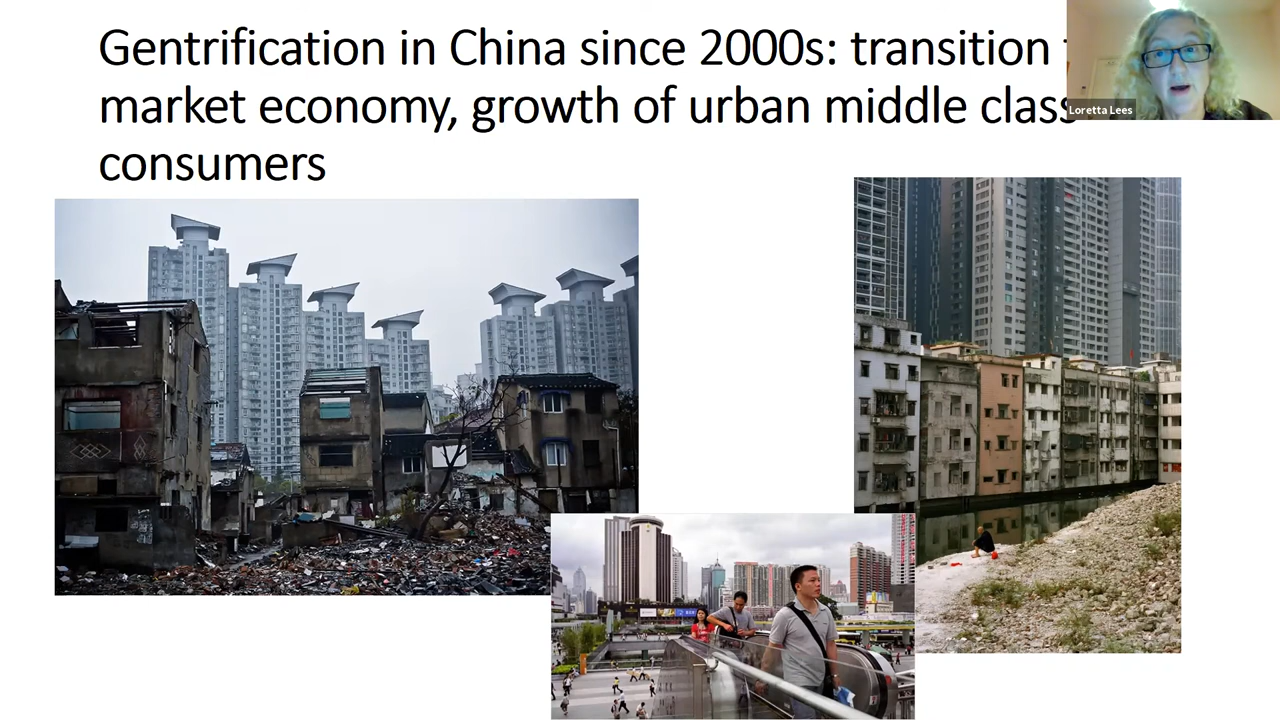 Gentrification in China since 2000s: transition
market economy, growth of urban middle class
consumers
Loretta Lees